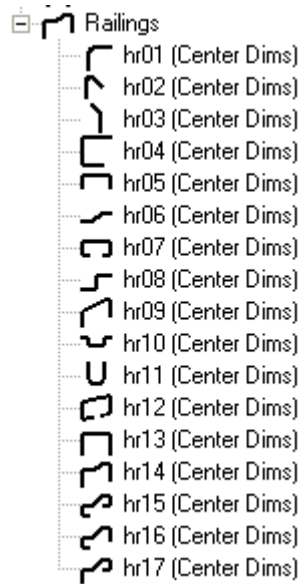 Railings
hr01 (Center Dims)
hr02 (Center Dims)
hr03 (Center Dims)
hr04 (Center Dims)
hr05 (Center Dims)
hr06 (Center Dims)
hr07 (Center Dims)
hr08 (Center Dims)
hr09 (Center Dims)
hr10 (Center Dims)
hr11 (Center Dims)
hr12 (Center Dims)
hr13 (Center Dims)
hr14 (Center Dims)
hr15 (Center Dims)
hr16 (Center Dims)
hr17 (Center Dims)